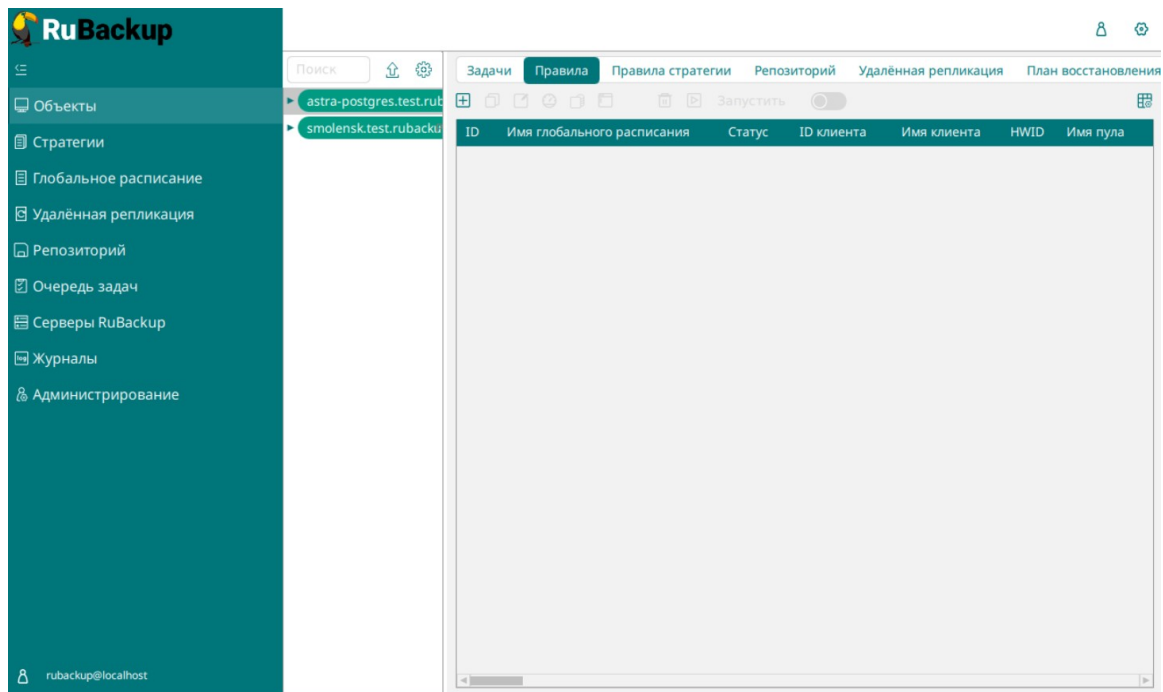 RuBackup
Поиск
Задачи Правила Правила стратегии Репозиторий Удалённая репликация План восстановления
Объекты
astra-postgres.test.rub
Запустить
smolensk.test.rubacku
ID Имя глобального расписания Статус ID клиента Имя клиента HWID Имя пула
Стратегии
Глобальное расписание
Удалённая репликация
Репозиторий
Очередь задач
Серверы RuBackup
log Журналы
Администрирование
rubackup@localhost